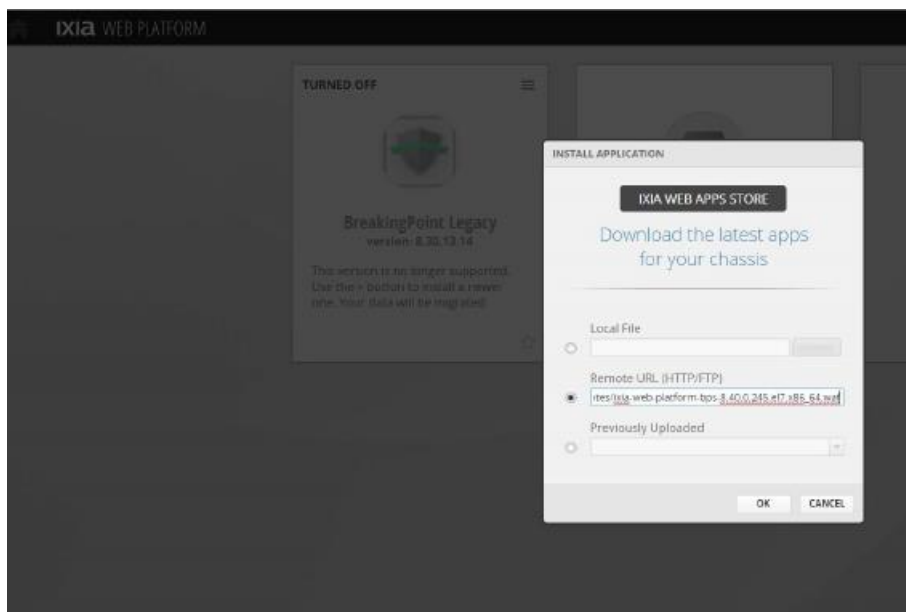 IXIA WEB PLATFORM
TURNED OFF
BreakingPoint Legacy
version: 8.30.13.14
This version is no longer supported.
Use the + button to install a newer
one. Your data will be migrated.
INSTALL APPLICATION
IXIA WEB APPS STORE
Download the latest apps
for your chassis
Local File
Remote URL (HTTP/FTP)
ites/ixia-web-platform-bps-8.40.0.245.el7.x86_64.waf
Previously Uploaded
OK CANCEL